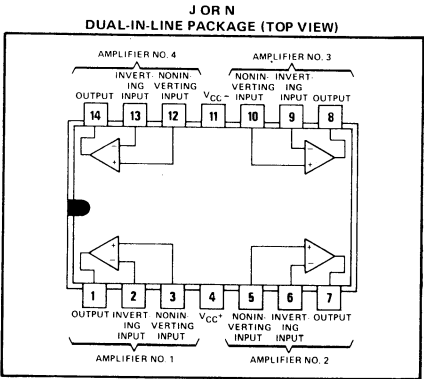 J OR N
DUAL-IN-LINE PACKAGE (TOP VIEW)
AMPLIFIER NO. 4
AMPLIFIER NO. 3
OUTPUT
INVERT-
ING
INPUT
NONIN-
VERTING
INPUT
VCC−
NONIN-
VERTING
INPUT
INVERT-
ING
INPUT
OUTPUT
14 13 12 11 10 9 8
− + − +
+ − + −
1 2 3 4 5 6 7
OUTPUT
INVERT-
ING
INPUT
NONIN-
VERTING
INPUT
VCC+
NONIN-
VERTING
INPUT
INVERT-
ING
INPUT
OUTPUT
AMPLIFIER NO. 1
AMPLIFIER NO. 2